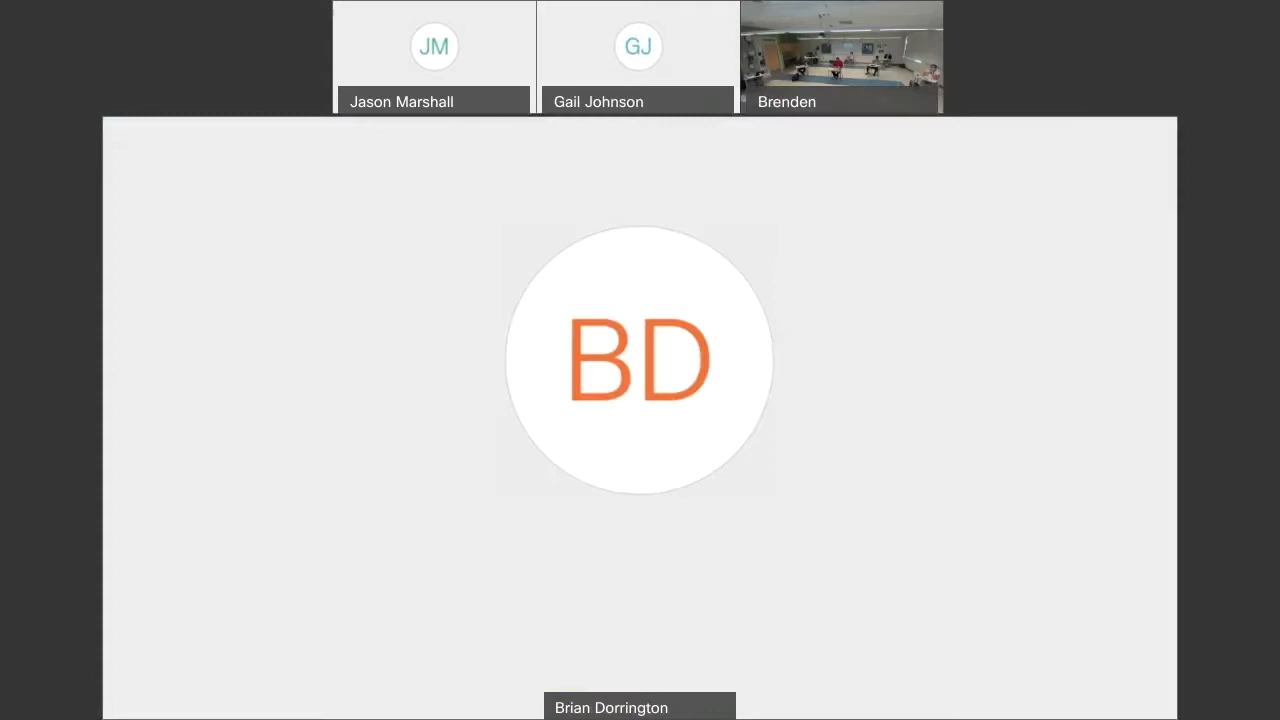 JM
GJ
Jason Marshall
Gail Johnson
Brenden
BD
Brian Dorrington